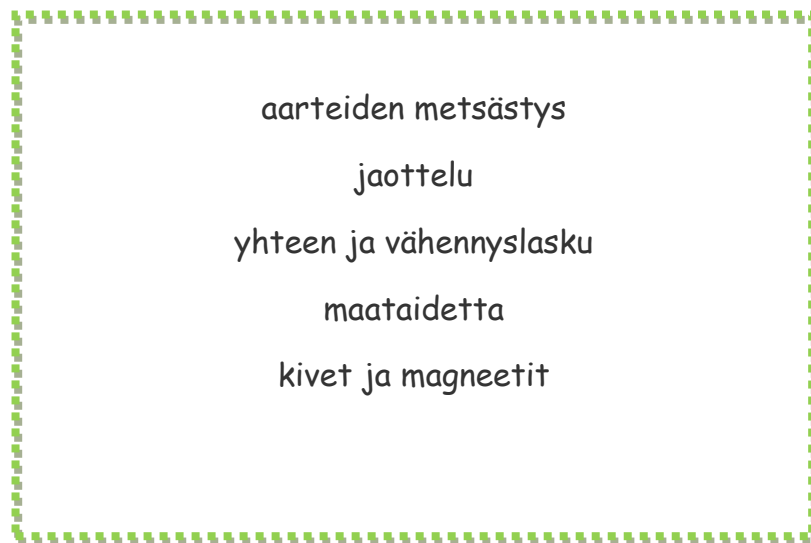 aarteiden metsästys
jaottelu
yhteen ja vähennyslasku
maataidetta
kivet ja magneetit